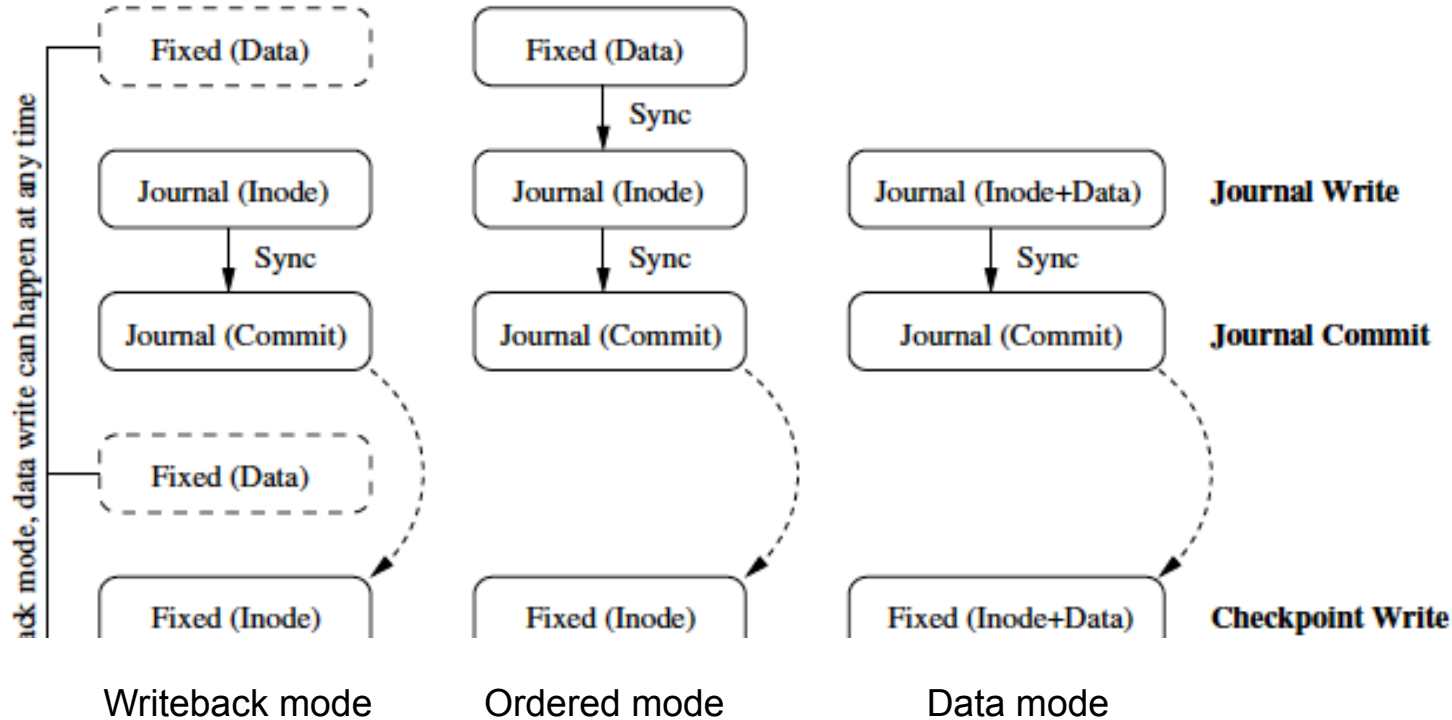 Fixed (Data)
Fixed (Data)
Sync
Journal (Inode)
Journal (Inode)
Journal (Inode+Data)
Journal Write
Sync
Sync
Sync
Journal (Commit)
Journal (Commit)
Journal (Commit)
Journal Commit
Fixed (Data)
Fixed (Inode)
Fixed (Inode)
Fixed (Inode+Data)
Checkpoint Write
mode, data write can happen at any time
Writeback mode
Ordered mode
Data mode